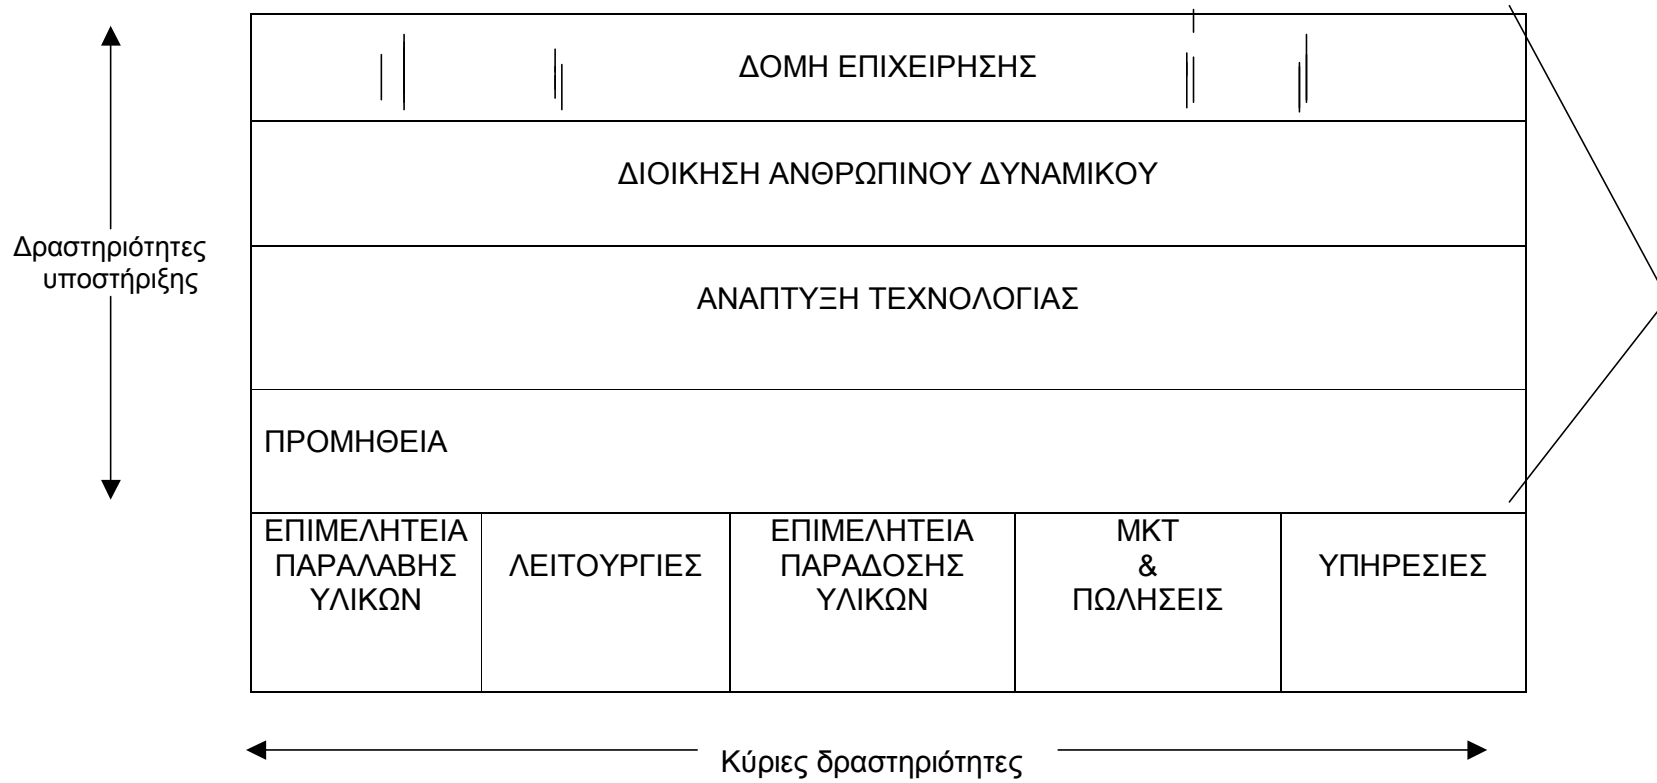 ΔΟΜΗ ΕΠΙΧΕΙΡΗΣΗΣ
ΔΙΟΙΚΗΣΗ ΑΝΘΡΩΠΙΝΟΥ ΔΥΝΑΜΙΚΟΥ
Δραστηριότητες
υποστήριξης
ΑΝΑΠΤΥΞΗ ΤΕΧΝΟΛΟΓΙΑΣ
ΠΡΟΜΗΘΕΙΑ
ΕΠΙΜΕΛΗΤΕΙΑ
ΠΑΡΑΛΑΒΗΣ
ΥΛΙΚΩΝ
ΛΕΙΤΟΥΡΓΙΕΣ
ΕΠΙΜΕΛΗΤΕΙΑ
ΠΑΡΑΔΟΣΗΣ
ΥΛΙΚΩΝ
ΜΚΤ
&
ΠΩΛΗΣΕΙΣ
ΥΠΗΡΕΣΙΕΣ
Κύριες δραστηριότητες